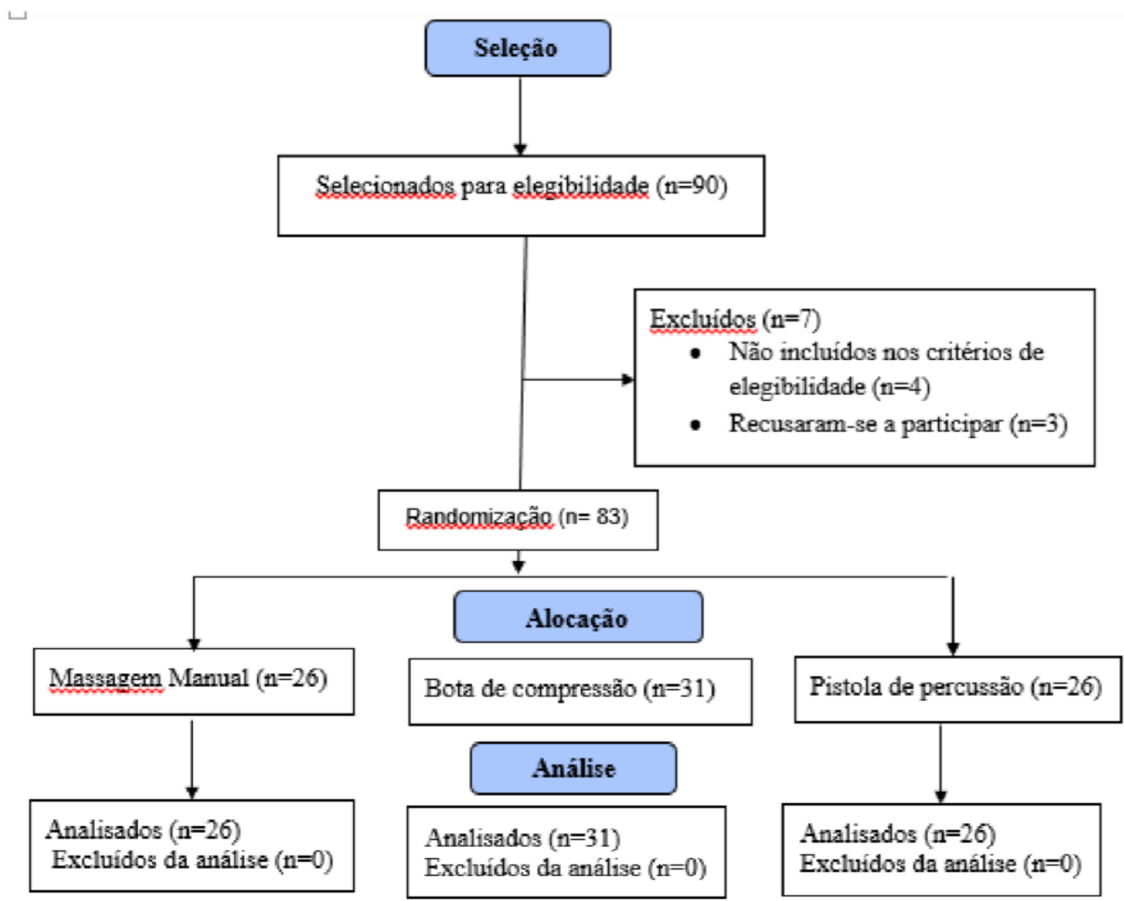 Seleção
Selecionados para elegibilidade (n=90)
Excluídos (n=7)
• Não incluídos nos critérios de
elegibilidade (n=4)
• Recusaram-se a participar (n=3)
Randomização (n= 83)
Alocação
Massagem Manual (n=26)
Bota de compressão (n=31)
Pistola de percussão (n=26)
Análise
Analisados (n=26)
Excluídos da análise (n=0)
Analisados (n=31)
Excluídos da análise (n=0)
Analisados (n=26)
Excluídos da análise (n=0)